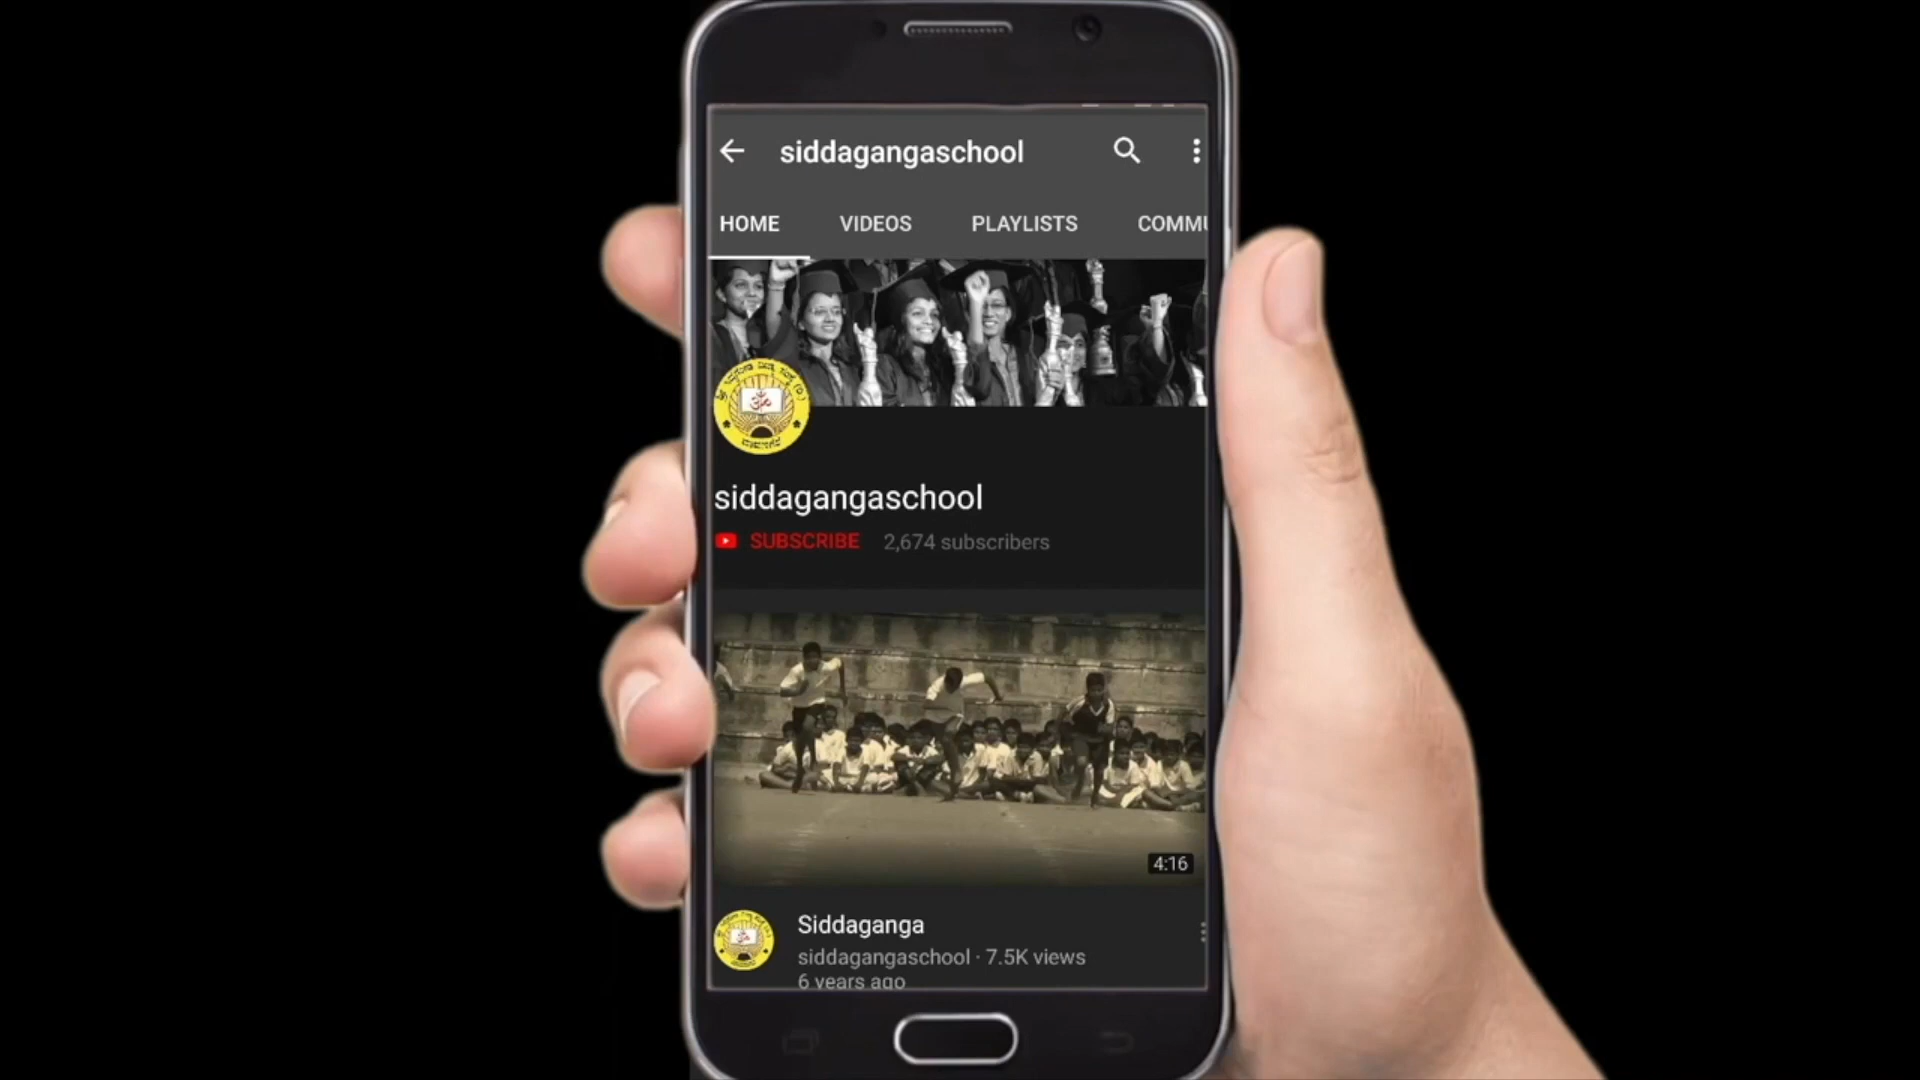 siddagangaschool
HOME VIDEOS PLAYLISTS COMMU
siddagangaschool
SUBSCRIBE 2,674 subscribers
4:16
Siddaganga
siddagangaschool · 7.5K views
6 years ago